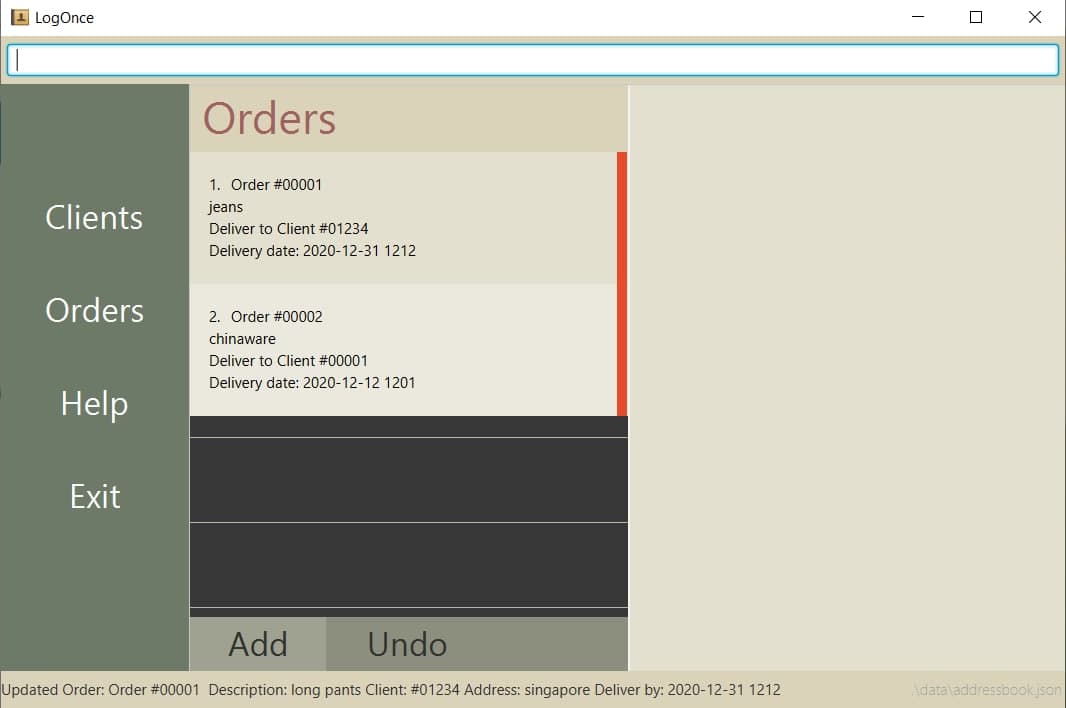 LogOnce
Clients
Orders
Help
Exit
Orders
1. Order #00001
jeans
Deliver to Client #01234
Delivery date: 2020-12-31 1212
2. Order #00002
chinaware
Deliver to Client #00001
Delivery date: 2020-12-12 1201
Add Undo
Updated Order: Order #00001 Description: long pants Client: #01234 Address: singapore Deliver by: 2020-12-31 1212 .\data\addressbook.json